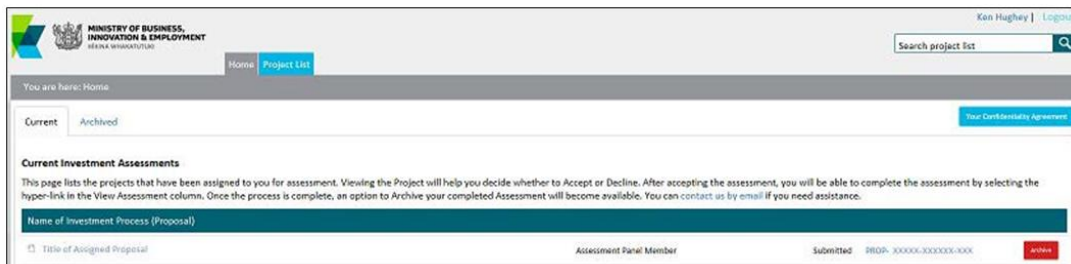 Ken Hughey | Logou
MINISTRY OF BUSINESS,
INNOVATION & EMPLOYMENT
HĪKINA WHAKATUTUKI
Search project list
Home Project List
You are here: Home
Current Archived
Your Confidentiality Agreement
Current Investment Assessments
This page lists the projects that have been assigned to you for assessment. Viewing the Project will help you decide whether to Accept or Decline. After accepting the assessment, you will be able to complete the assessment by selecting the
hyper-link in the View Assessment column. Once the process is complete, an option to Archive your completed Assessment will become available. You can contact us by email if you need assistance.
Name of Investment Process (Proposal)
Title of Assigned Proposal Assessment Panel Member Submitted PROP- XXXXX-XXXXXX-XXX Archive